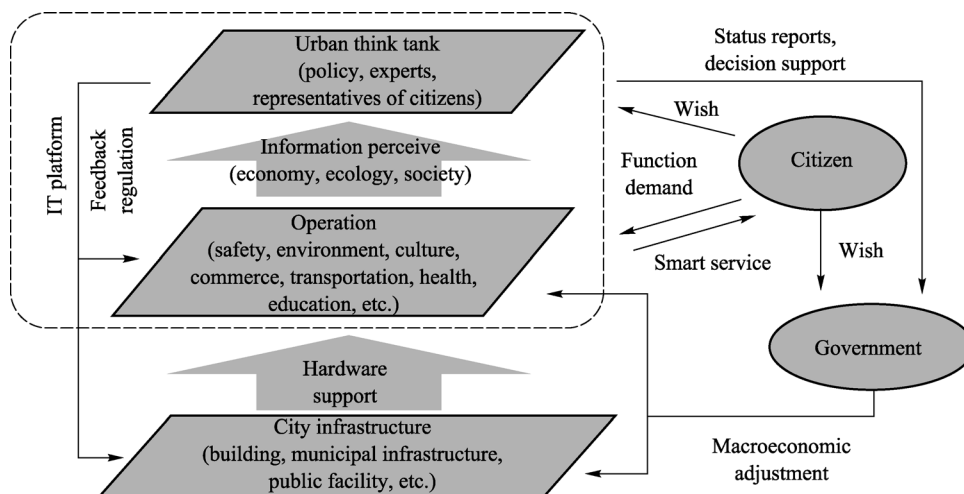 Urban think tank
(policy, experts,
representatives of citizens)
Status reports,
decision support
Wish
Citizen
Information perceive
(economy, ecology, society)
Function
demand
IT platform
Feedback
regulation
Operation
(safety, environment, culture,
commerce, transportation, health,
education, etc.)
Smart service
Wish
Government
Hardware
support
City infrastructure
(building, municipal infrastructure,
public facility, etc.)
Macroeconomic
adjustment